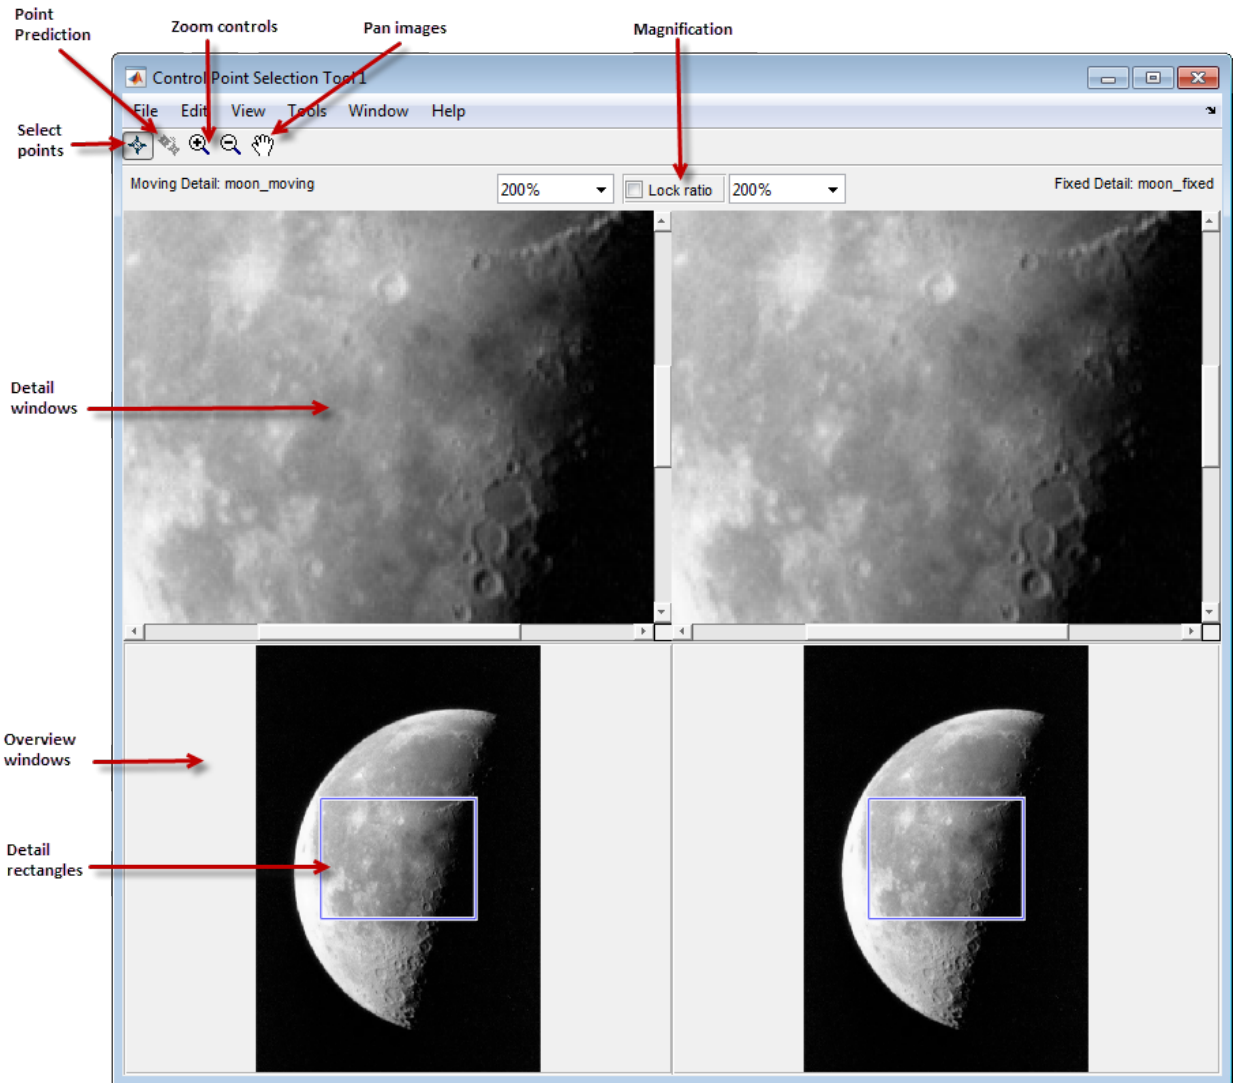 Point
Prediction
Zoom controls
Pan images
Magnification
Control Point Selection Tool 1
File Edit View Tools Window Help
Select
points
Moving Detail: moon_moving
200%
Lock ratio
200%
Fixed Detail: moon_fixed
Detail
windows
Overview
windows
Detail
rectangles